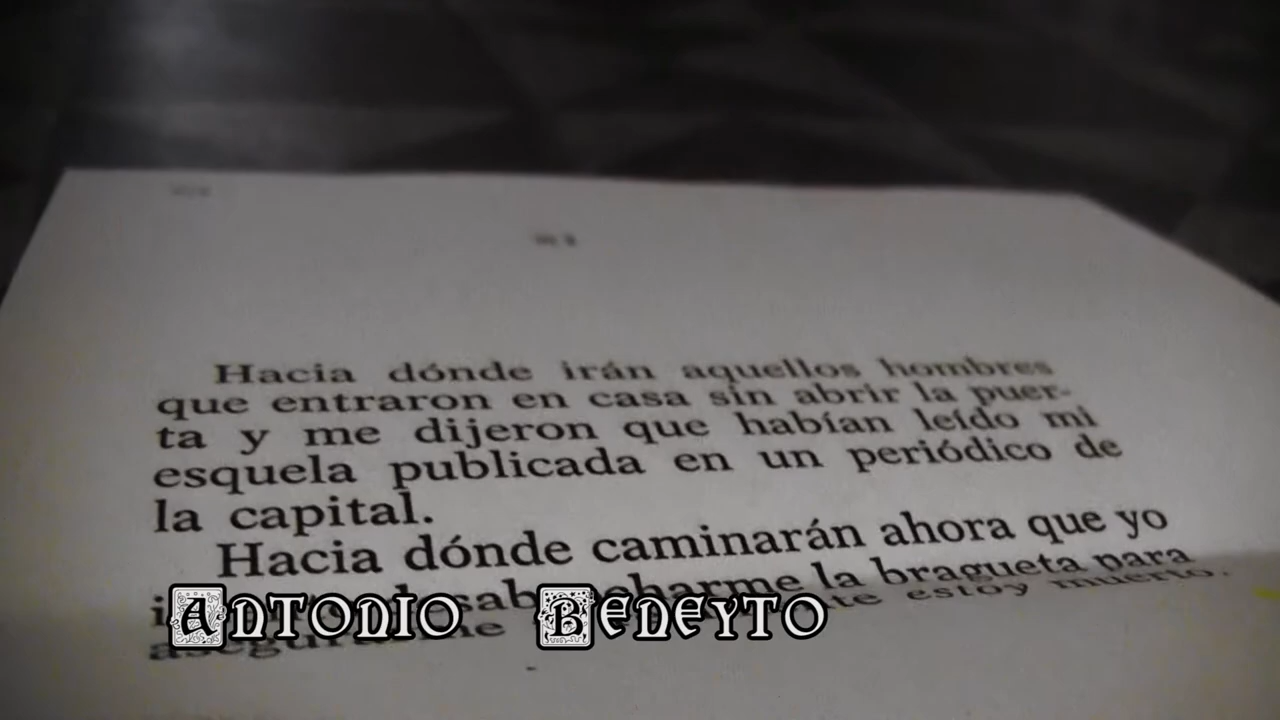 Hacia dónde irán aquellos hombres
que entraron en casa sin abrir la puer-
ta y me dijeron que habían leído mi
esquela publicada en un periódico de
la capital.
Hacia dónde caminarán ahora que yo
la bragueta para
estoy muerto.
Antonio Beneyto